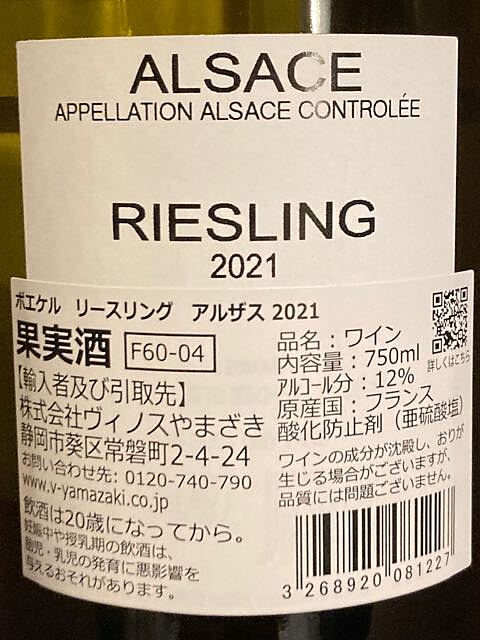 ALSACE
APPELLATION ALSACE CONTROLÉE
RIESLING
2021
ボエケル リースリング アルザス 2021
果実酒 F60-04
【輸入者及び引取先】
株式会社ヴィノスやまざき
静岡市葵区常磐町2-4-24
お問い合わせ先：0120-740-790
www.v-yamazaki.co.jp
飲酒は20歳になってから。
妊娠中や授乳期の飲酒は、
胎児・乳児の発育に悪影響を
与えるおそれがあります。
品名：ワイン
内容量：750ml
アルコール分：12%
原産国：フランス
酸化防止剤（亜硫酸塩）
詳しくはこちら
ワインの成分が沈殿し、おりが
生じる場合がございますが、
品質には問題ございません。
3 268920 081227